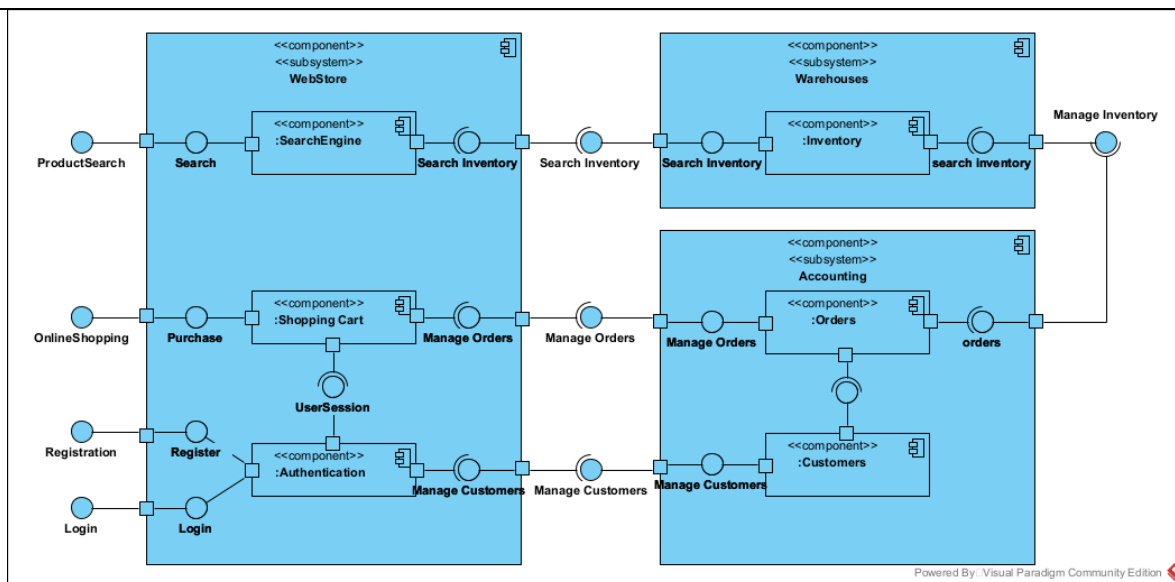 <<component>>
<<subsystem>>
WebStore
<<component>>
:SearchEngine
ProductSearch
Search
Search Inventory
Search Inventory
<<component>>
<<subsystem>>
Warehouses
<<component>>
:Inventory
Search Inventory
search inventory
Manage Inventory
<<component>>
:Shopping Cart
OnlineShopping
Purchase
Manage Orders
Manage Orders
UserSession
Registration
Register
<<component>>
:Authentication
Login
Login
Manage Customers
Manage Customers
<<component>>
<<subsystem>>
Accounting
<<component>>
:Orders
Manage Orders
orders
<<component>>
:Customers
Manage Customers
Powered By Visual Paradigm Community Edition